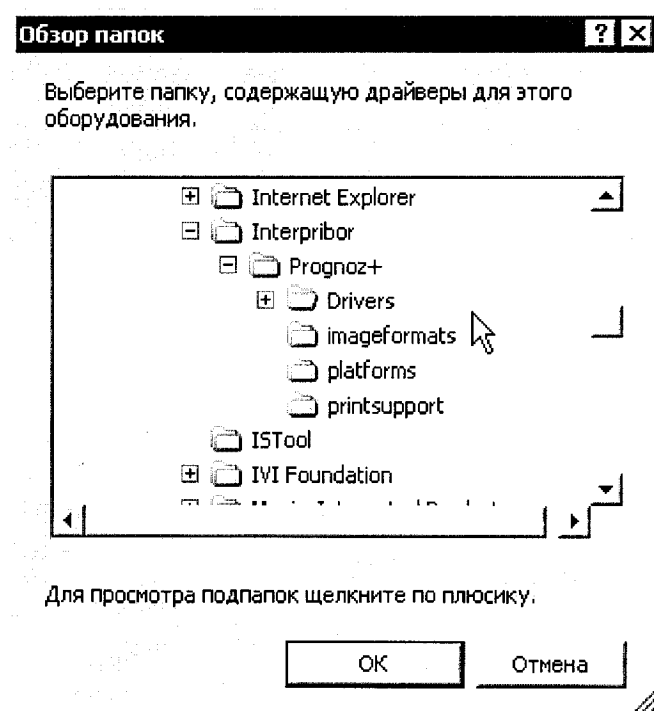 Обзор папок
Выберите папку, содержащую драйверы для этого
оборудования.
Internet Explorer
Interpribor
Prognoz+
Drivers
imageformats
platforms
printsupport
ISTool
IVI Foundation
Для просмотра подпапок щелкните по плюсику.
OK
Отмена